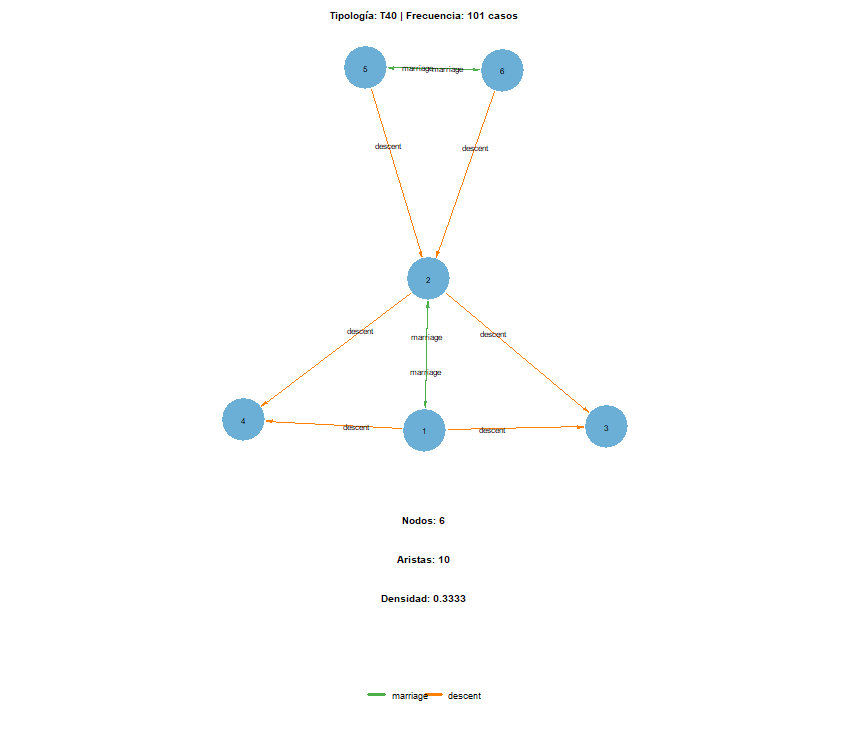 Tipología: T40 | Frecuencia: 101 casos
5
marriage
marriage
6
descent
descent
2
descent
marriage
descent
marriage
4
descent
1
descent
3
Nodos: 6
Aristas: 10
Densidad: 0.3333
marriage
descent